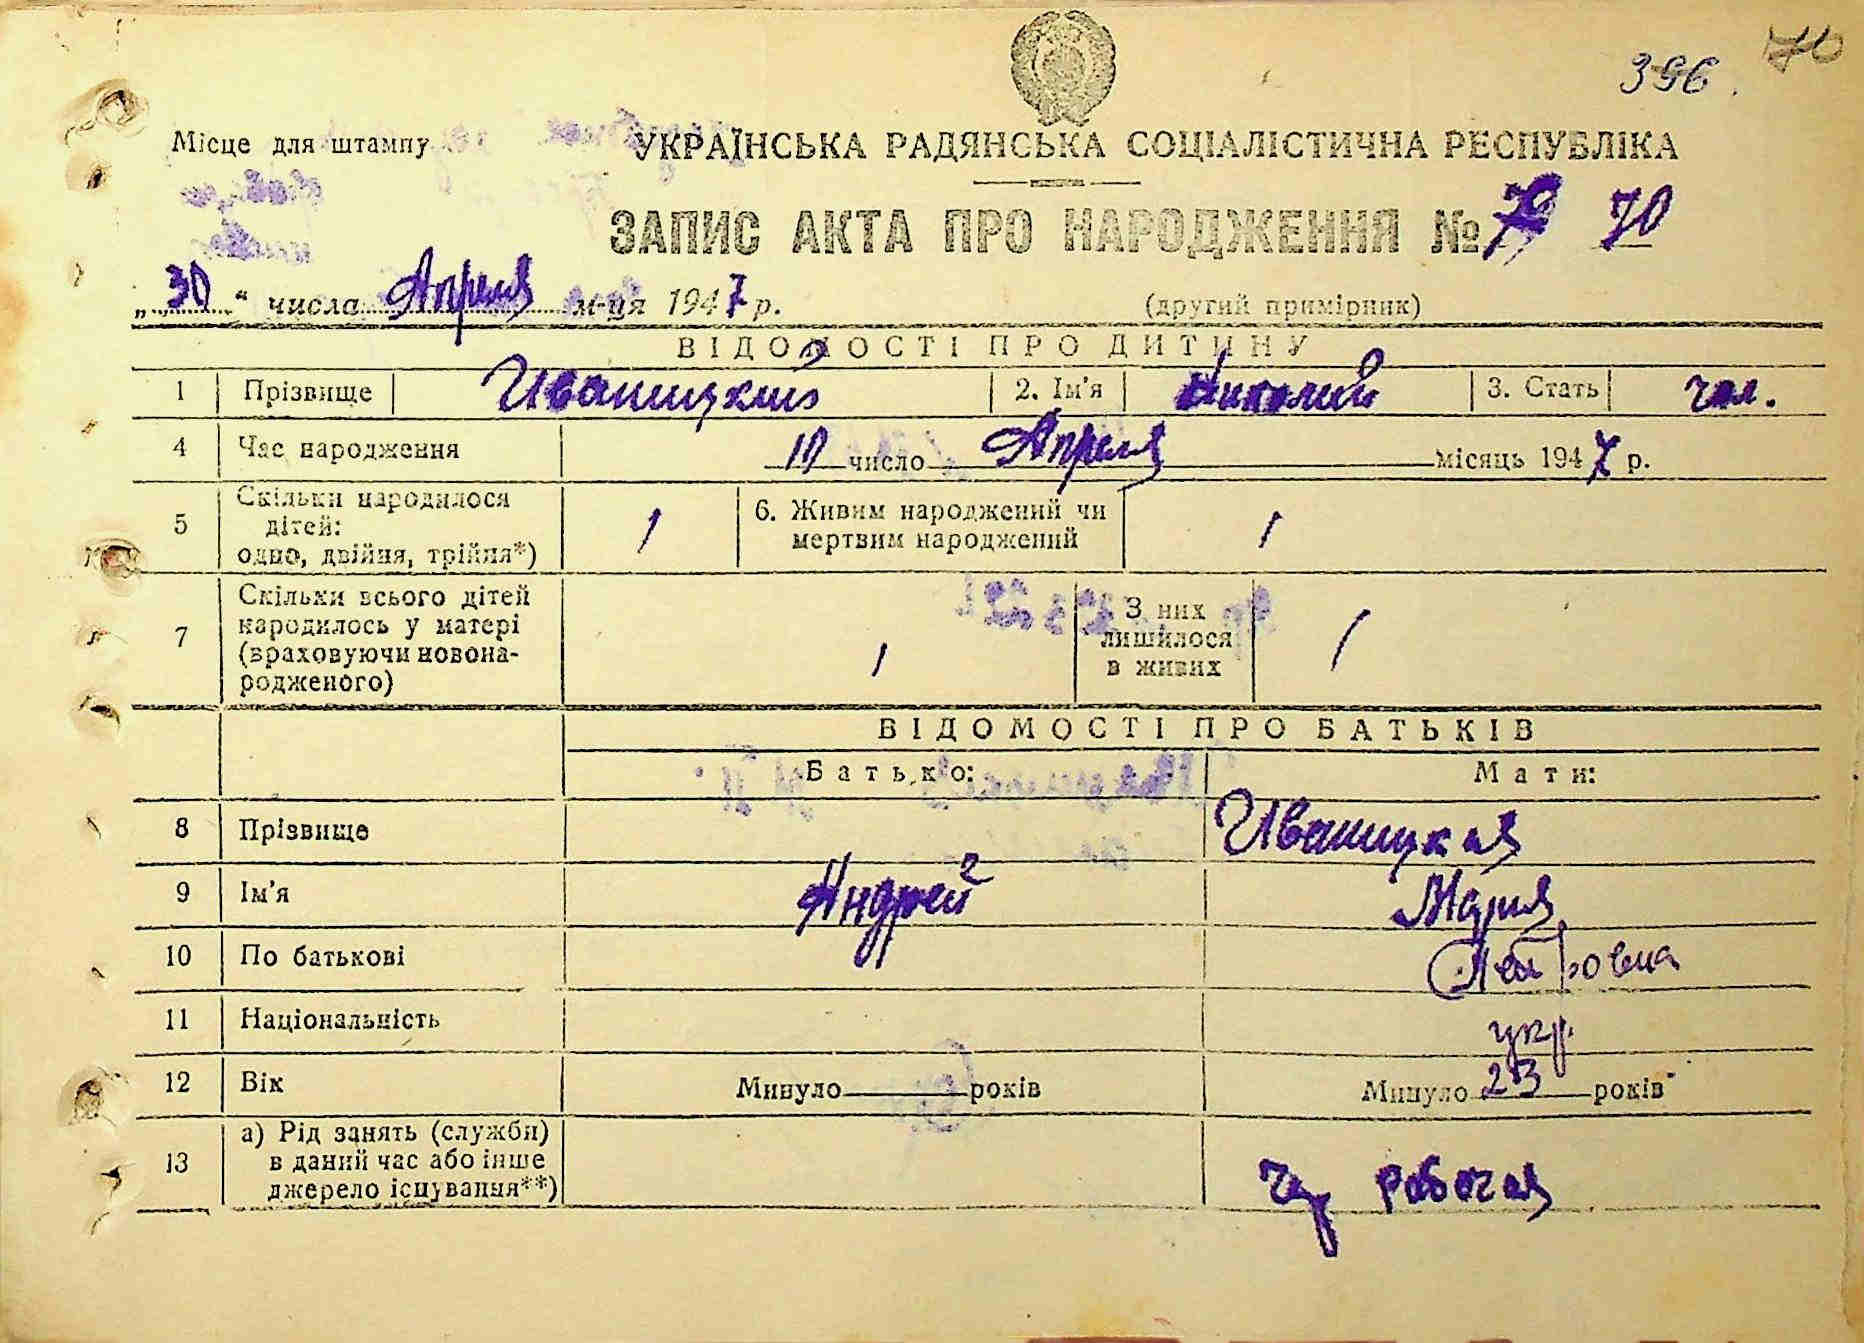 396. 70
Місце для штампу
УКРАЇНСЬКА РАДЯНСЬКА СОЦІАЛІСТИЧНА РЕСПУБЛІКА
ЗАПИС АКТА ПРО НАРОДЖЕННЯ № 70
„30“ числа Апреля м-ця 1947 р.
(другий примірник)
ВІДОМОСТІ ПРО ДИТИНУ
1 Прізвище Иваницкий 2. Ім'я Николай 3. Стать чол.
4 Час народження 10 число Апреля місяць 1947 р.
5 Скільки народилося дітей: одно, двійня, трійня*) 1 6. Живим народжений чи мертвим народжений 1
7 Скільки всього дітей народилось у матері (враховуючи новонародженого) 1 З них лишилося в живих 1
ВІДОМОСТІ ПРО БАТЬКІВ
Батько: Мати:
8 Прізвище Иваницкая
9 Ім'я Андрей Мария
10 По батькові Петровна
11 Національність укр.
12 Вік Минуло років Минуло 23 років
13 а) Рід занять (служби) в даний час або інше джерело існування**) рабочая